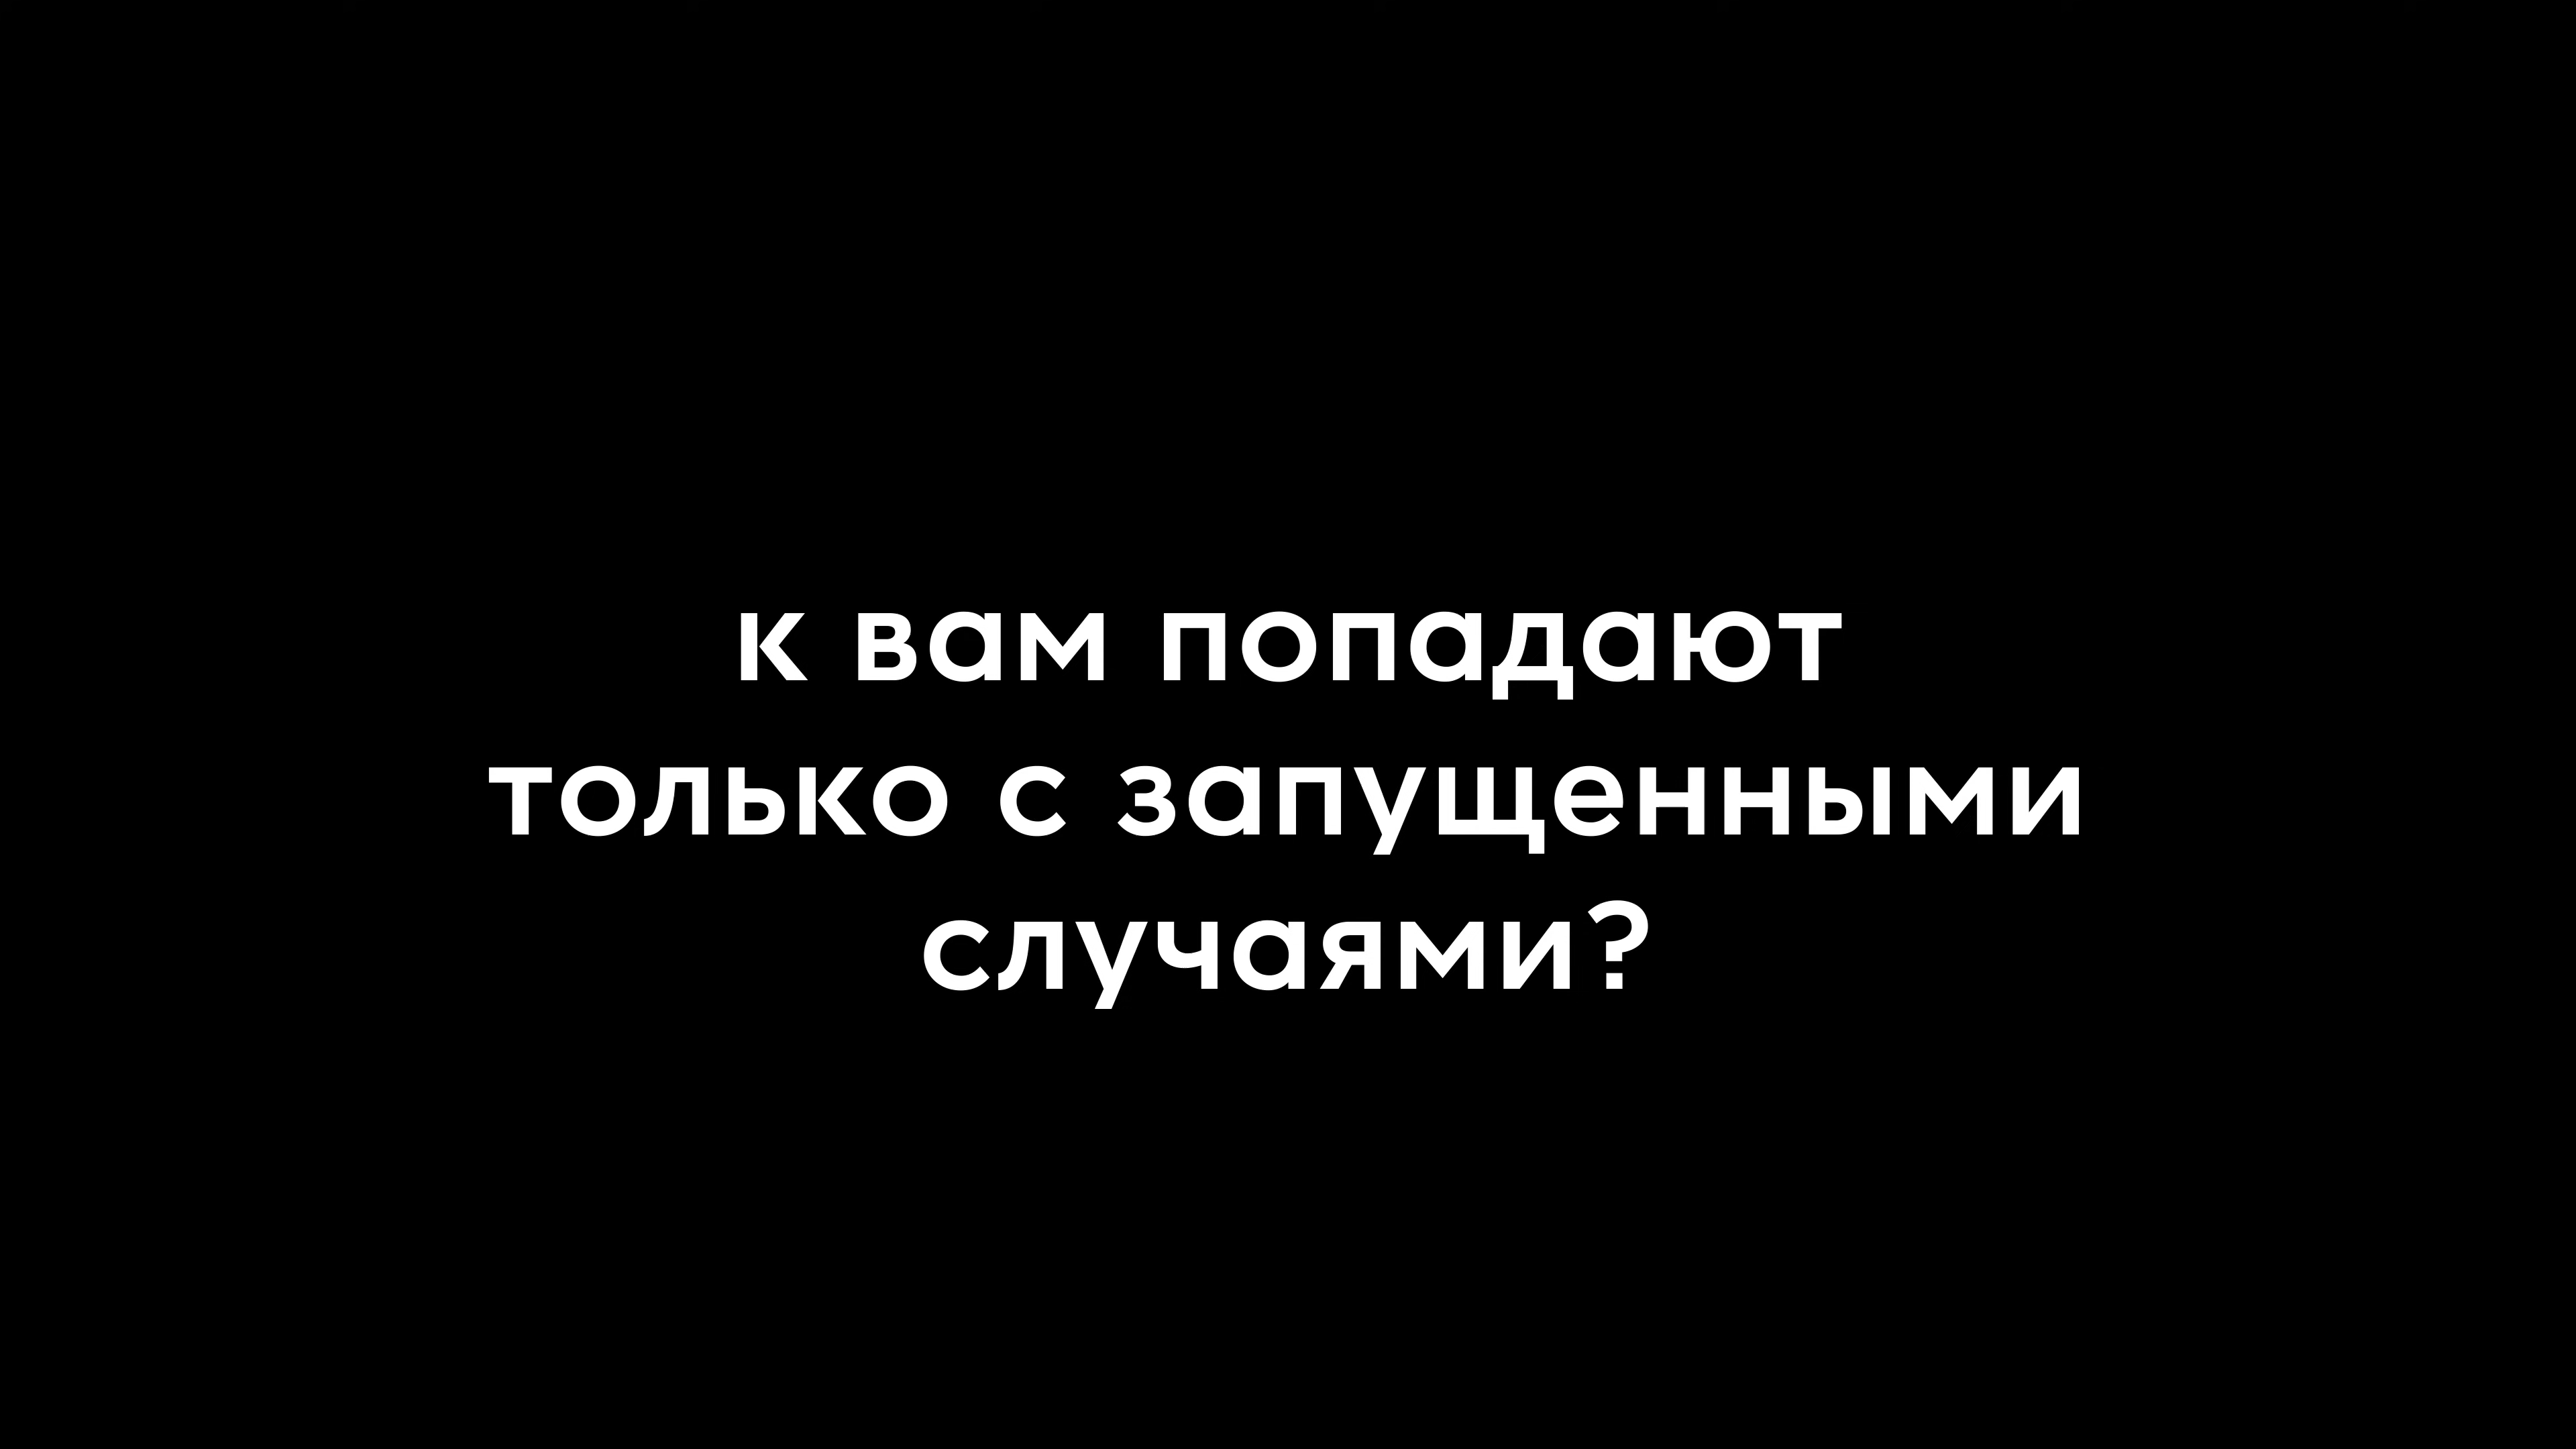 к вам попадают
только с запущенными
случаями?